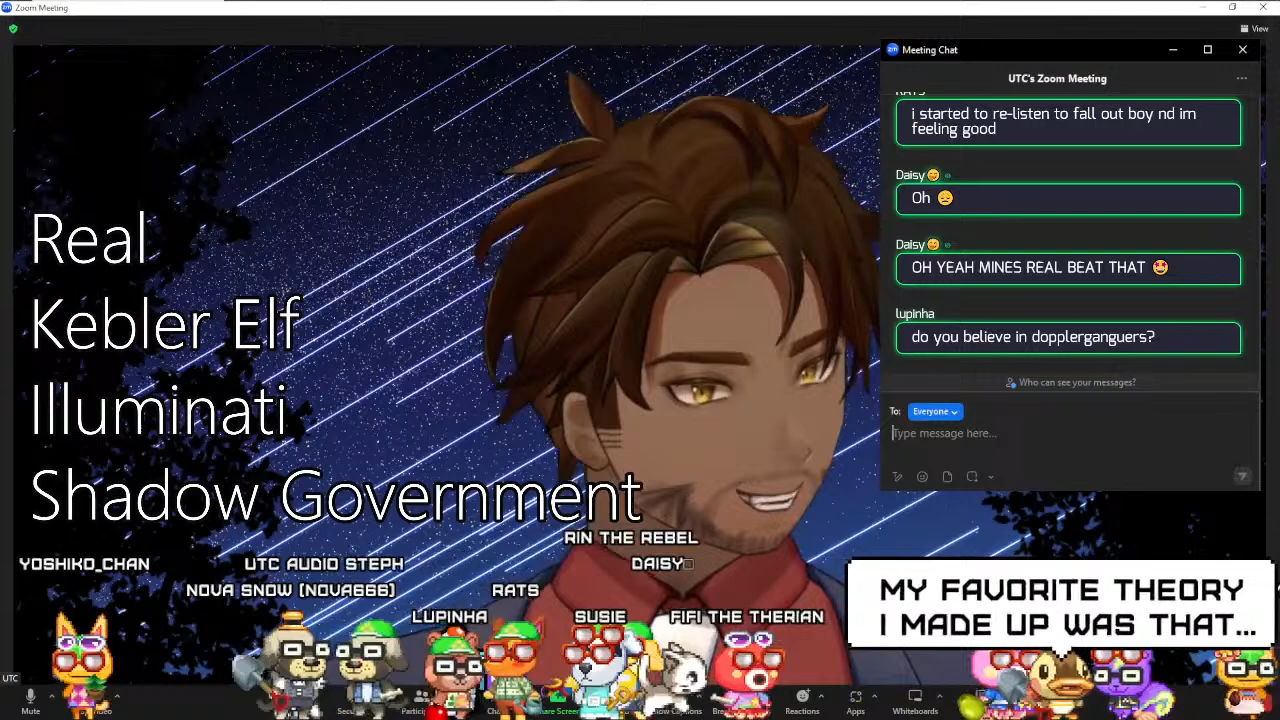 Zoom Meeting
View
Meeting Chat
UTC's Zoom Meeting
RATS
i started to re-listen to fall out boy nd im
feeling good
Daisy😊
Oh 😔
Daisy😊
OH YEAH MINES REAL BEAT THAT 🤩
lupinha
do you believe in dopplerganguers?
Who can see your messages?
To: Everyone
Type message here...
Real
Kebler Elf
Illuminati
Shadow Government
RIN THE REBEL
YOSHIKO_CHAN
UTC AUDIO STEPH
DAISY□
NOVA SNOW [NOVA666]
RATS
LUPINHA
SUSIE
FIFI THE THERIAN
MY FAVORITE THEORY
I MADE UP WAS THAT...
UTC
Mute
Reactions
Apps
Whiteboards